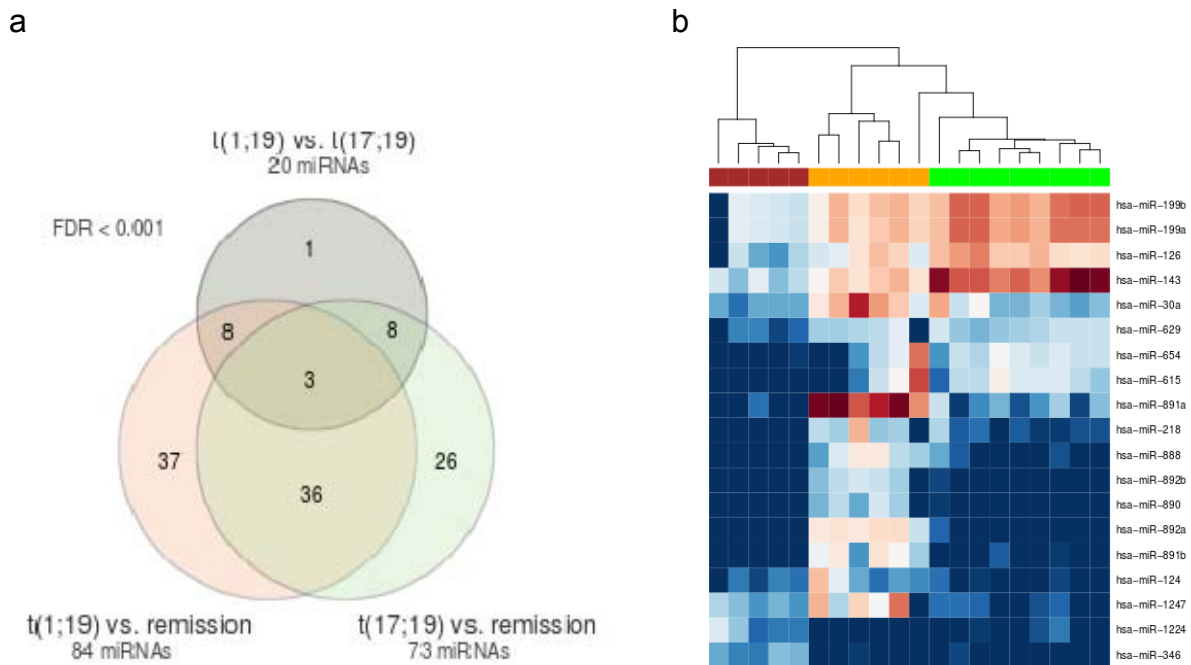 a
b
t(1;19) vs. t(17;19)
20 miRNAs
FDR < 0.001
1
8
8
3
37
26
36
t(1;19) vs. remission
84 miRNAs
t(17;19) vs. remission
73 miRNAs
hsa-miR-199b
hsa-miR-199a
hsa-miR-126
hsa-miR-143
hsa-miR-30a
hsa-miR-629
hsa-miR-654
hsa-miR-615
hsa-miR-891a
hsa-miR-218
hsa-miR-888
hsa-miR-892b
hsa-miR-890
hsa-miR-892a
hsa-miR-891b
hsa-miR-124
hsa-miR-1247
hsa-miR-1224
hsa-miR-346